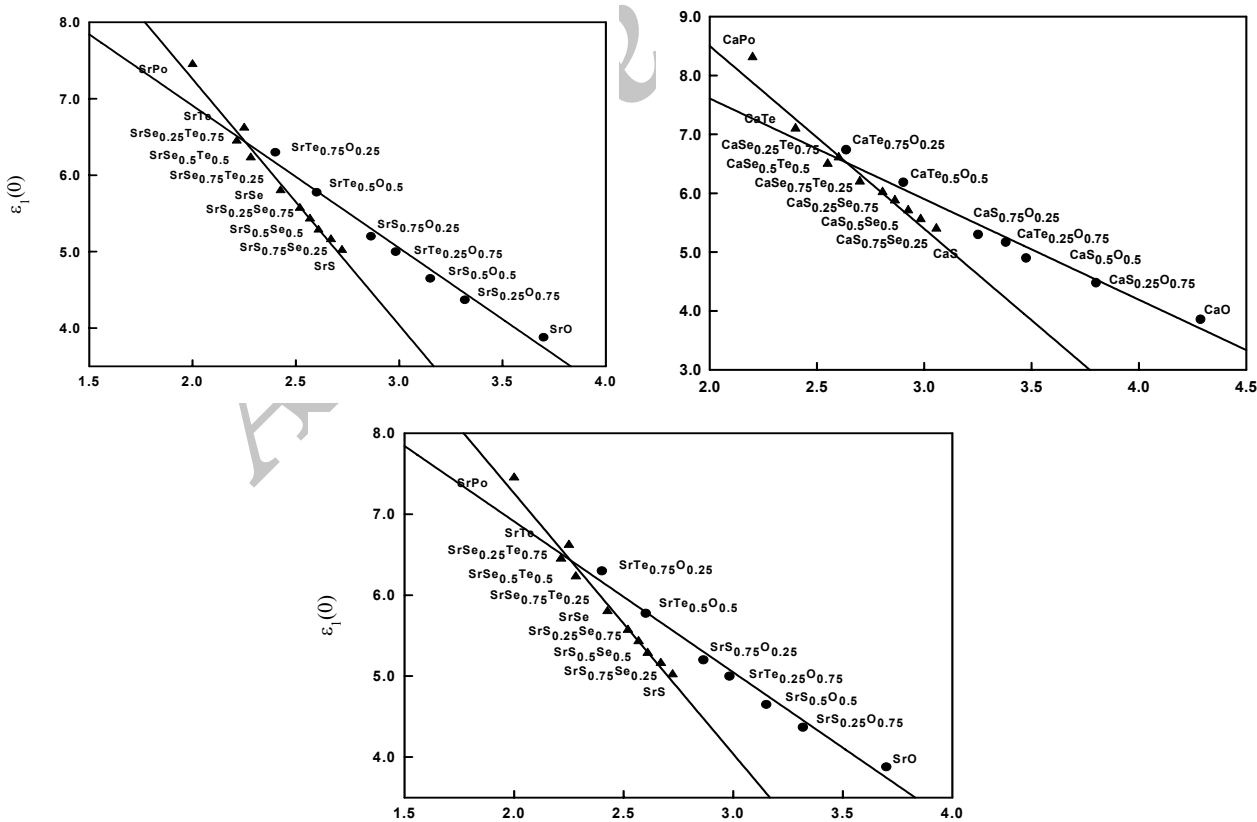 8.0
7.0
6.0
5.0
4.0
ε1(0)
SrPo
SrTe
SrSe0.25Te0.75
SrSe0.5Te0.5
SrSe0.75Te0.25
SrSe
SrS0.25Se0.75
SrS0.5Se0.5
SrS0.75Se0.25
SrS
SrTe0.75O0.25
SrTe0.5O0.5
SrS0.75O0.25
SrTe0.25O0.75
SrS0.5O0.5
SrS0.25O0.75
SrO
1.5 2.0 2.5 3.0 3.5 4.0
9.0
8.0
7.0
6.0
5.0
4.0
3.0
CaPo
CaTe
CaSe0.25Te0.75
CaSe0.5Te0.5
CaSe0.75Te0.25
CaS0.25Se0.75
CaS0.5Se0.5
CaS0.75Se0.25
CaS
CaTe0.75O0.25
CaTe0.5O0.5
CaS0.75O0.25
CaTe0.25O0.75
CaS0.5O0.5
CaS0.25O0.75
CaO
2.0 2.5 3.0 3.5 4.0 4.5
8.0
7.0
6.0
5.0
4.0
ε1(0)
SrPo
SrTe
SrSe0.25Te0.75
SrSe0.5Te0.5
SrSe0.75Te0.25
SrSe
SrS0.25Se0.75
SrS0.5Se0.5
SrS0.75Se0.25
SrS
SrTe0.75O0.25
SrTe0.5O0.5
SrS0.75O0.25
SrTe0.25O0.75
SrS0.5O0.5
SrS0.25O0.75
SrO
1.5 2.0 2.5 3.0 3.5 4.0